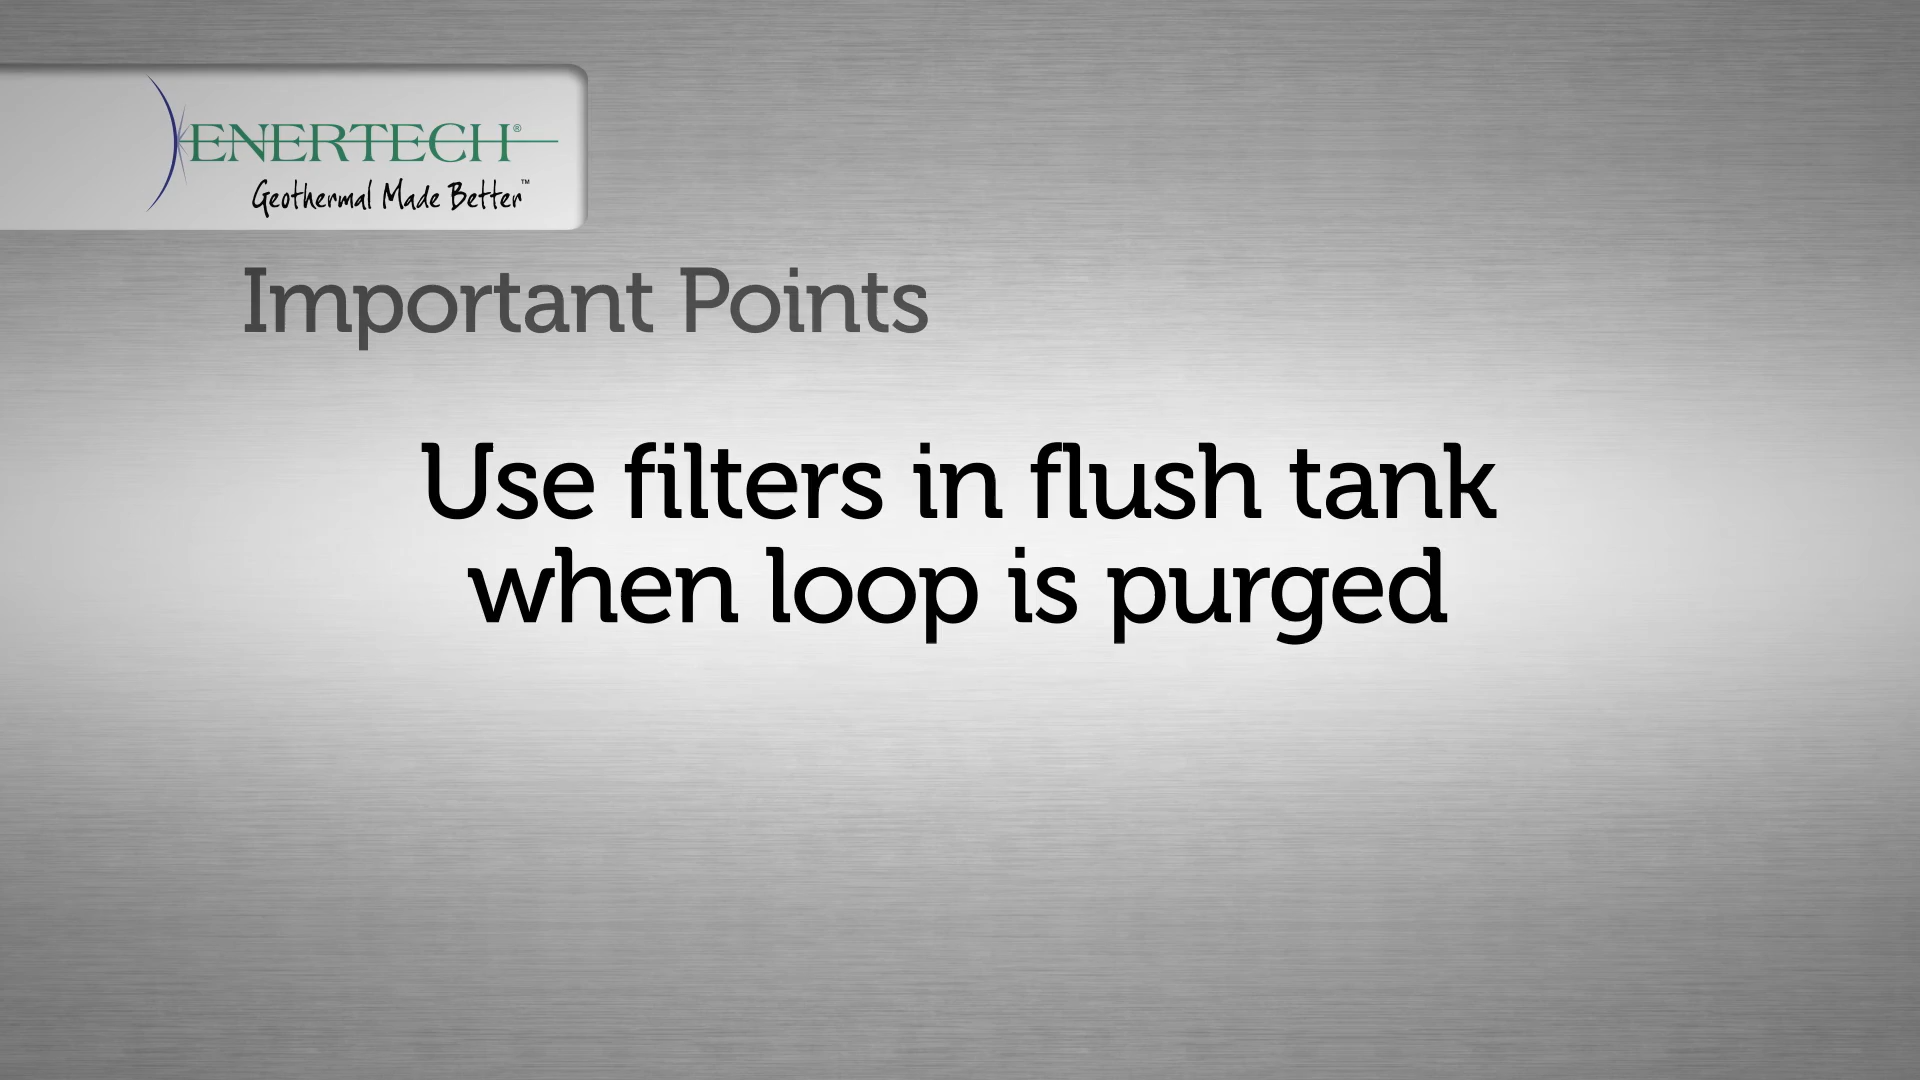 ENERTECH®
Geothermal Made Better™
Important Points
Use filters in flush tank
when loop is purged